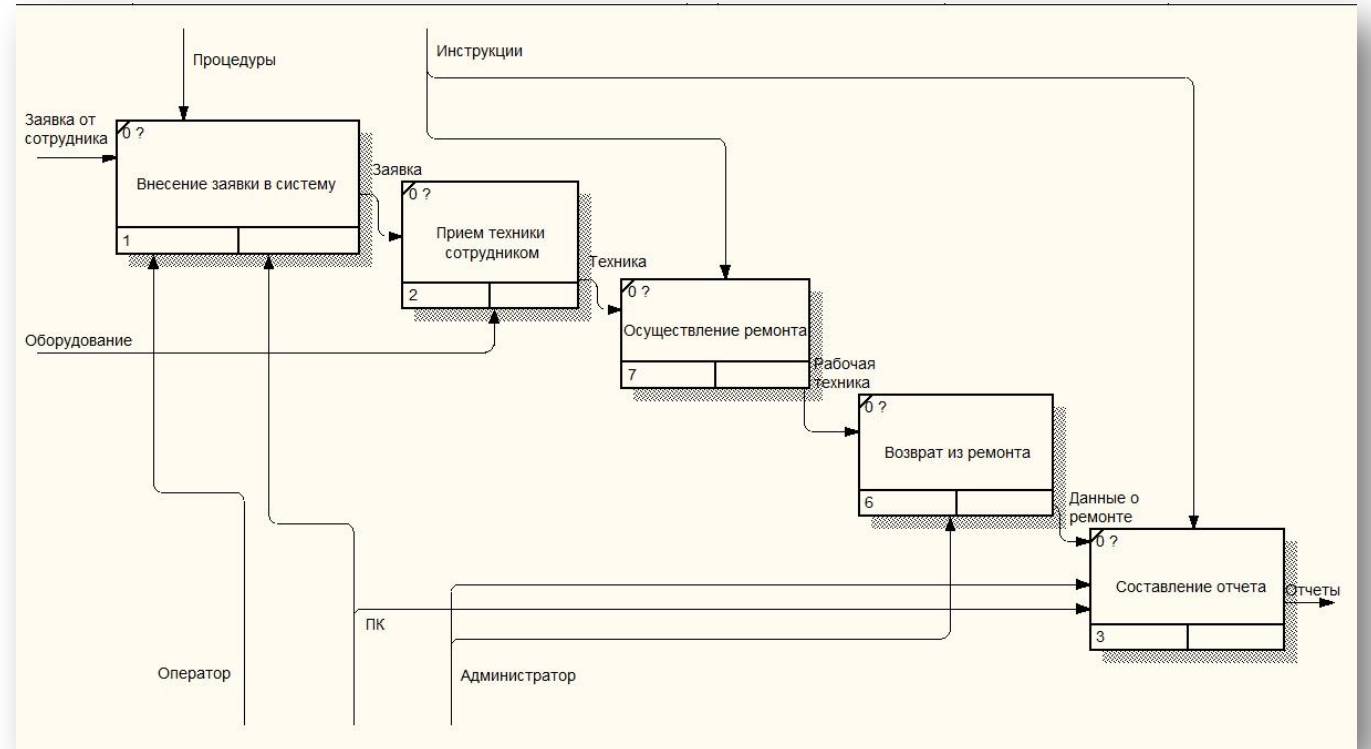 Процедуры
Инструкции
Заявка от
сотрудника
0 ?
Внесение заявки в систему
1
Заявка
0 ?
Прием техники
сотрудником
2
Техника
0 ?
Осуществление ремонта
7
Оборудование
Рабочая
техника
0 ?
Возврат из ремонта
6
Данные о
ремонте
0 ?
Составление отчета
3
Отчеты
ПК
Оператор
Администратор